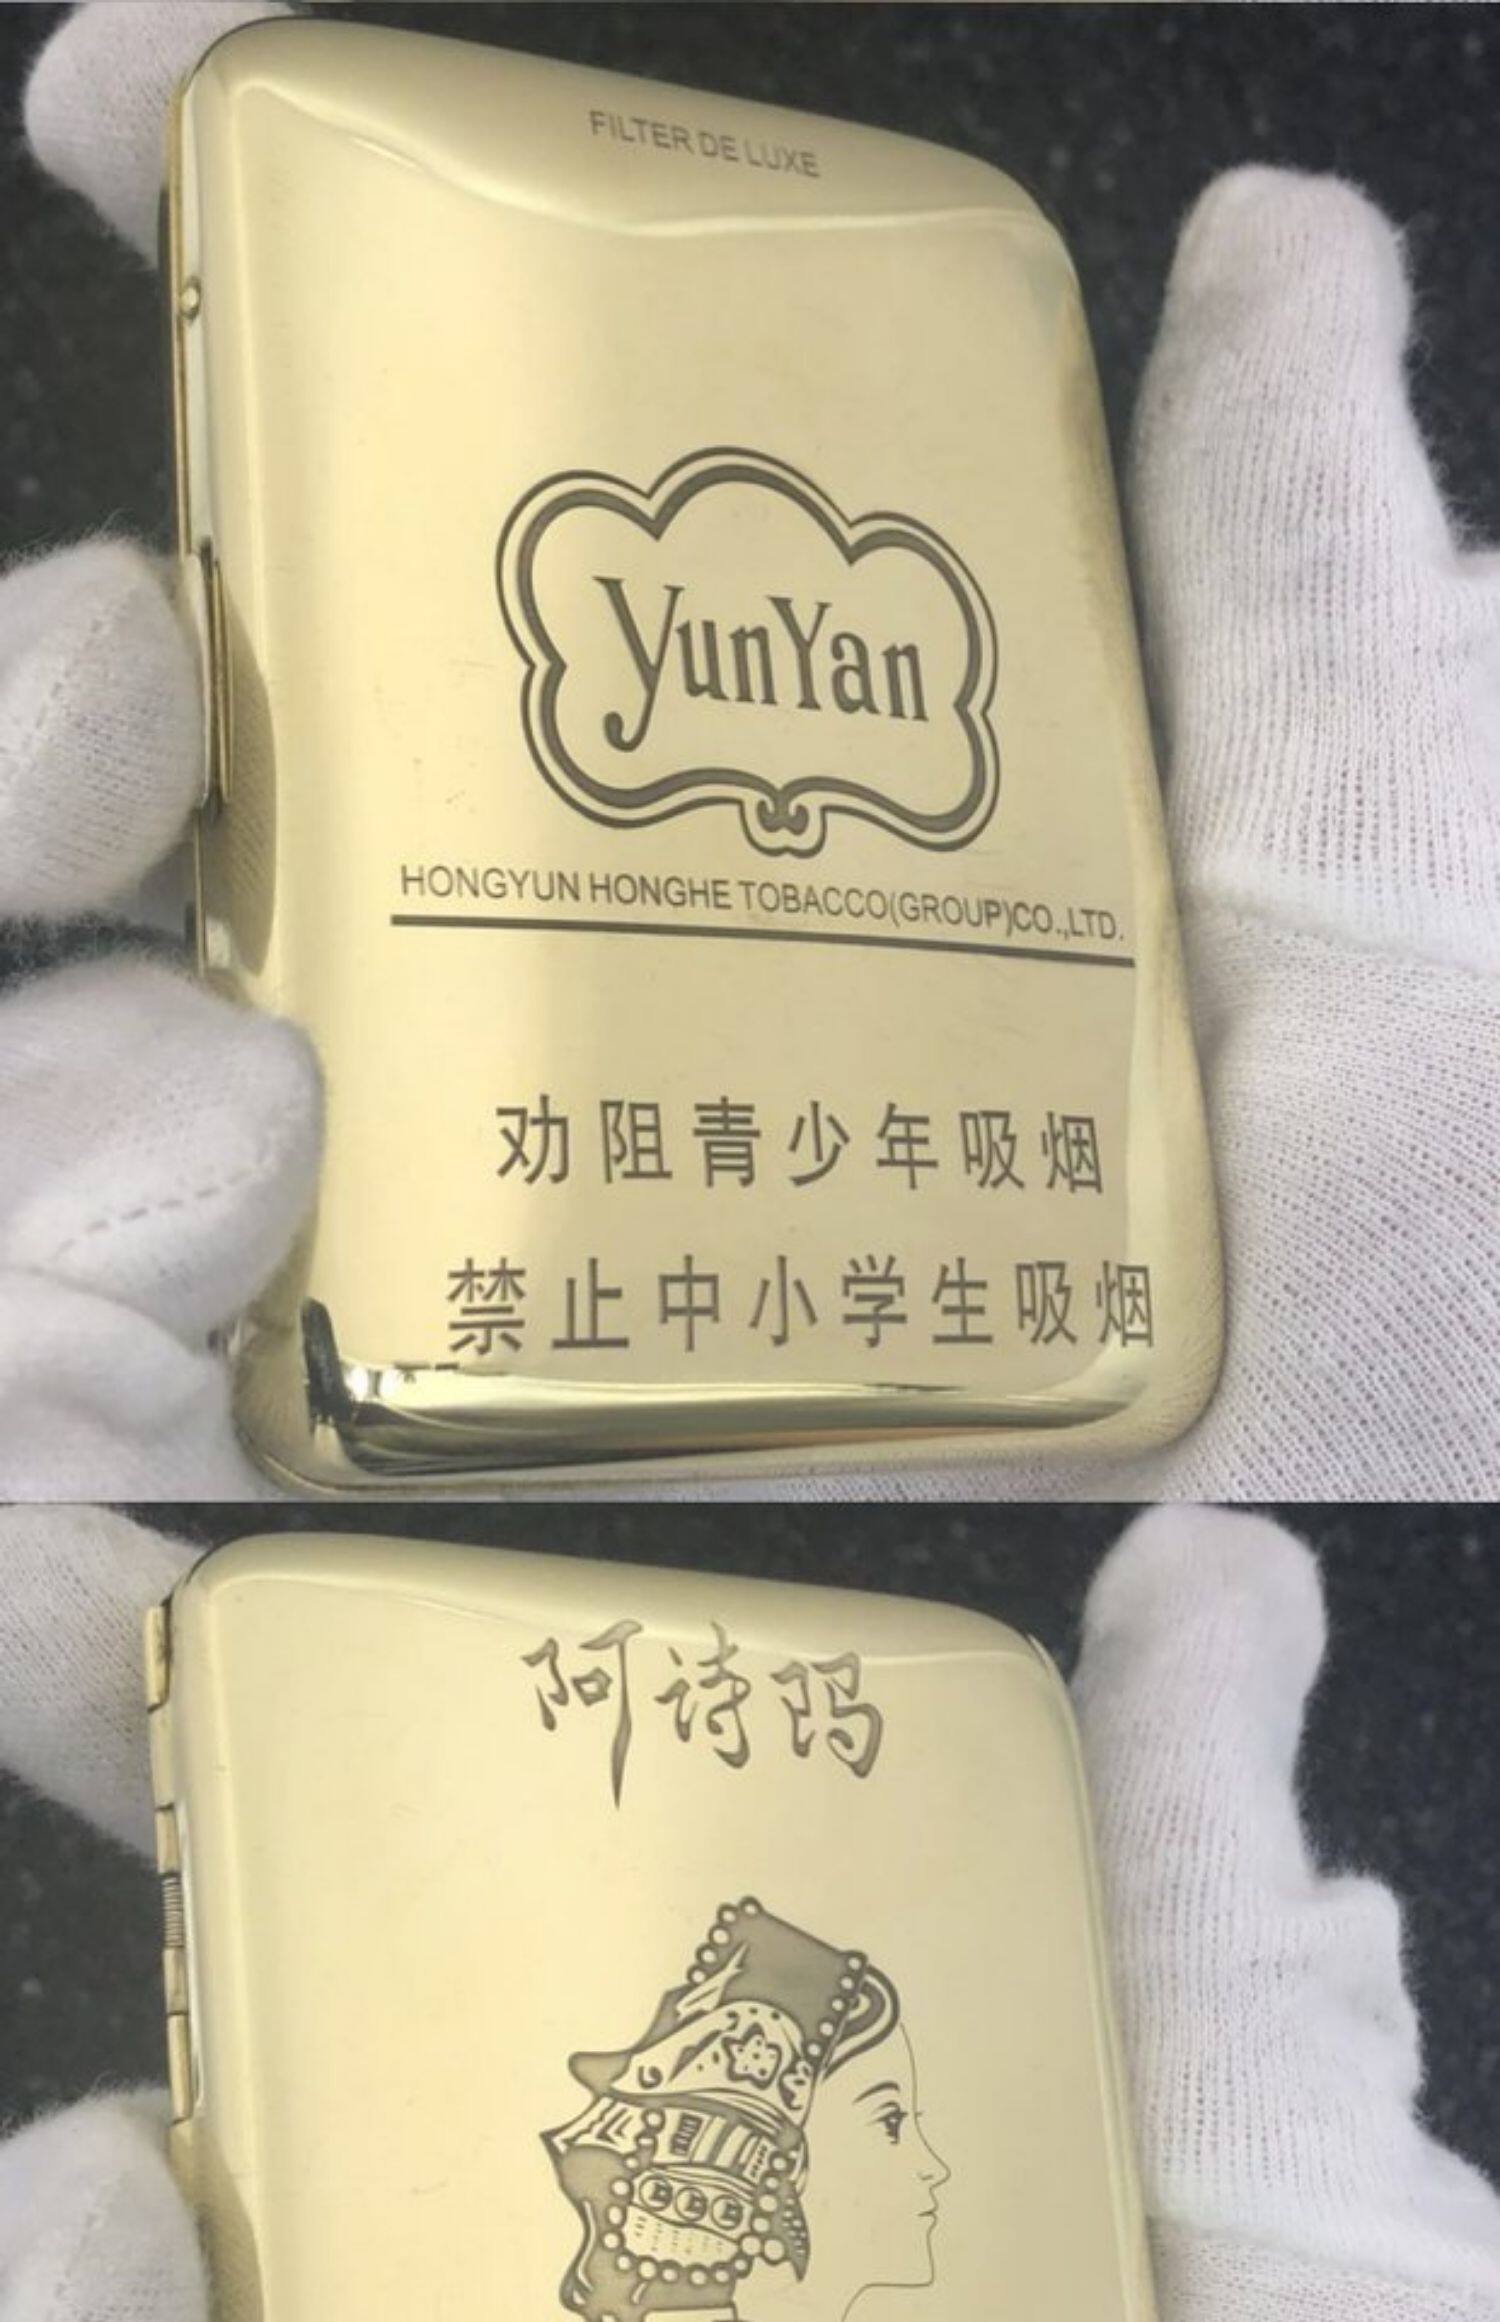 FILTER DE LUXE
YunYan
HONGYUN HONGHE TOBACCO(GROUP)CO.,LTD.
劝阻青少年吸烟
禁止中小学生吸烟
阿诗玛